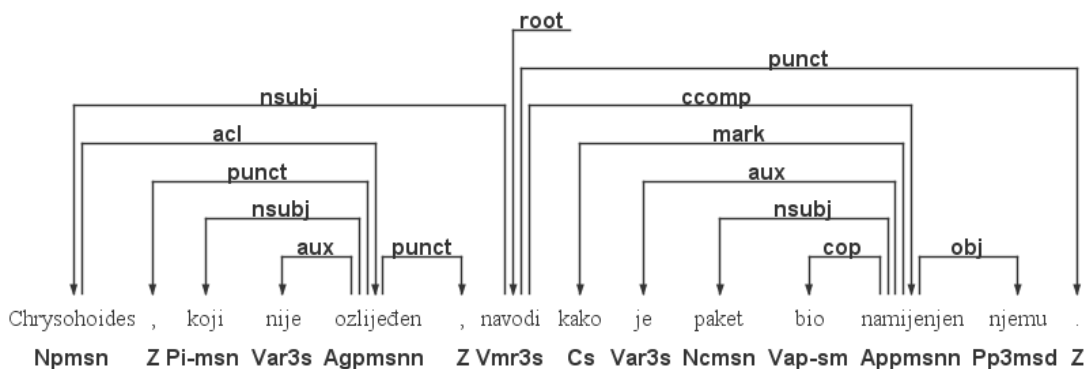 root
punct
nsubj ccomp
acl mark
punct aux
nsubj nsubj
aux punct cop obj
Chrysohoides , koji nije ozlijeđen , navodi kako je paket bio namijenjen njemu .
Npmsn Z Pi-msn Var3s Agpmsnn Z Vmr3s Cs Var3s Ncmsn Vap-sm Appmsnn Pp3msd Z